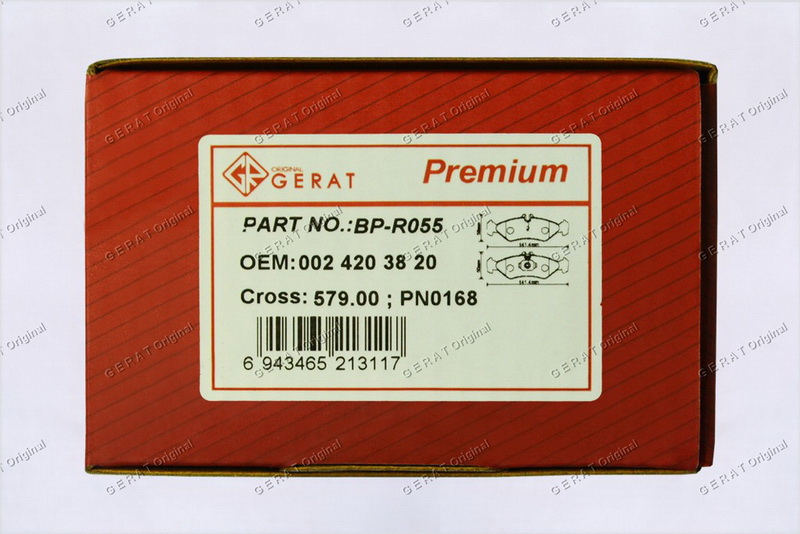 ORIGINAL
GERAT
Premium
PART NO.:BP-R055
OEM:002 420 38 20
Cross: 579.00 ; PN0168
6 943465 213117
GERAT Original